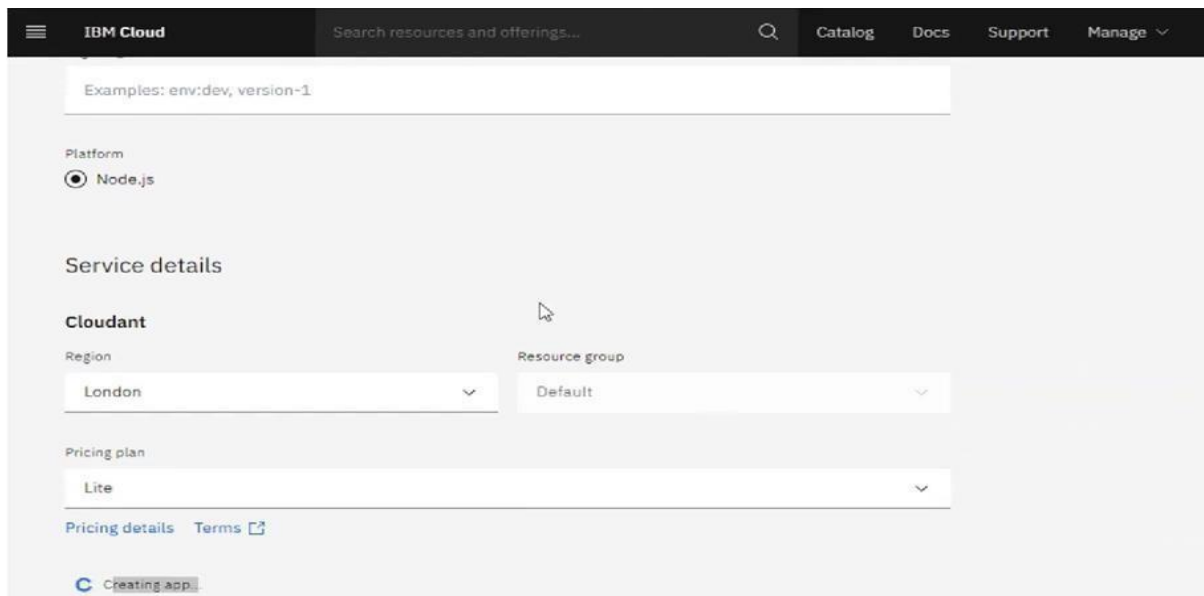 IBM Cloud Search resources and offerings... Catalog Docs Support Manage
Examples: env:dev, version-1
Platform
Node.js
Service details
Cloudant
Region Resource group
London Default
Pricing plan
Lite
Pricing details Terms
Creating app...